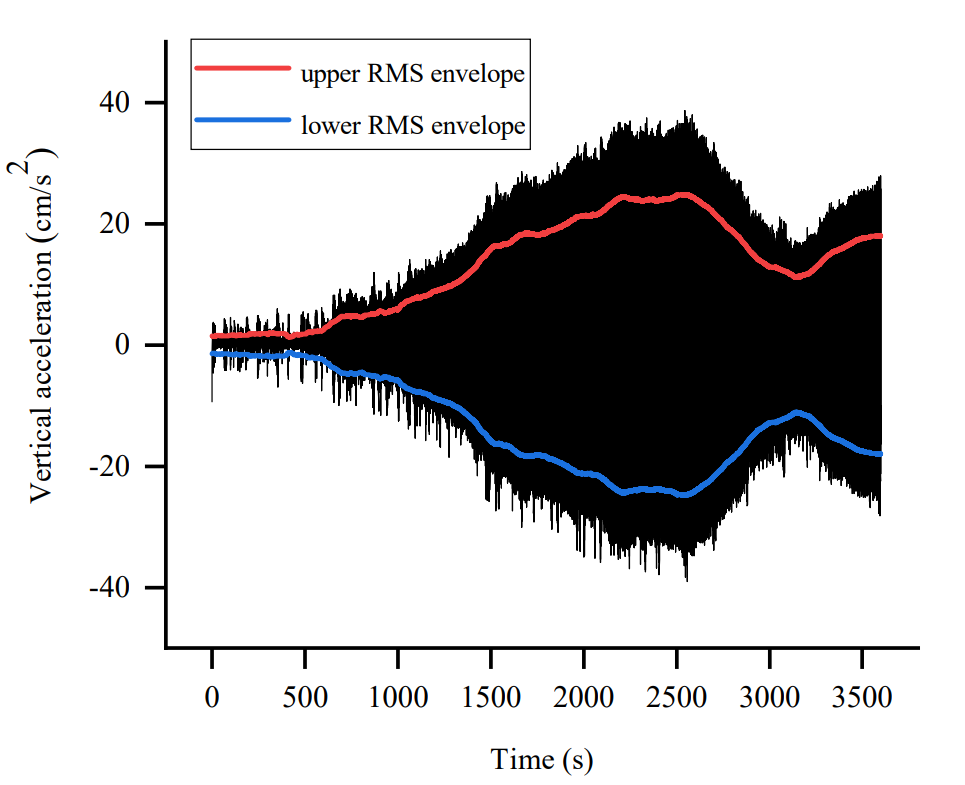 upper RMS envelope
lower RMS envelope
Vertical acceleration (cm/s²)
40
20
0
-20
-40
0 500 1000 1500 2000 2500 3000 3500
Time (s)